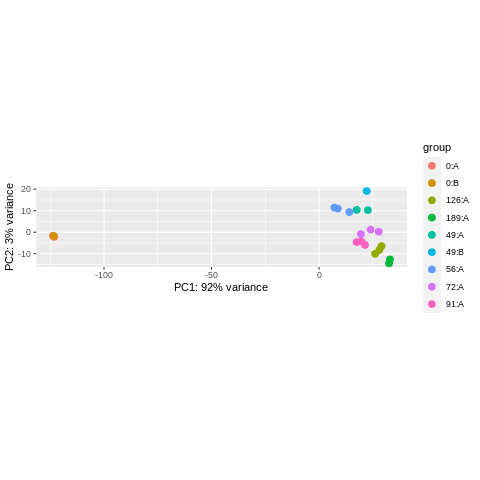 group
0:A
0:B
126:A
189:A
49:A
49:B
56:A
72:A
91:A
20
10
0
-10
PC2: 3% variance
-100
-50
0
PC1: 92% variance